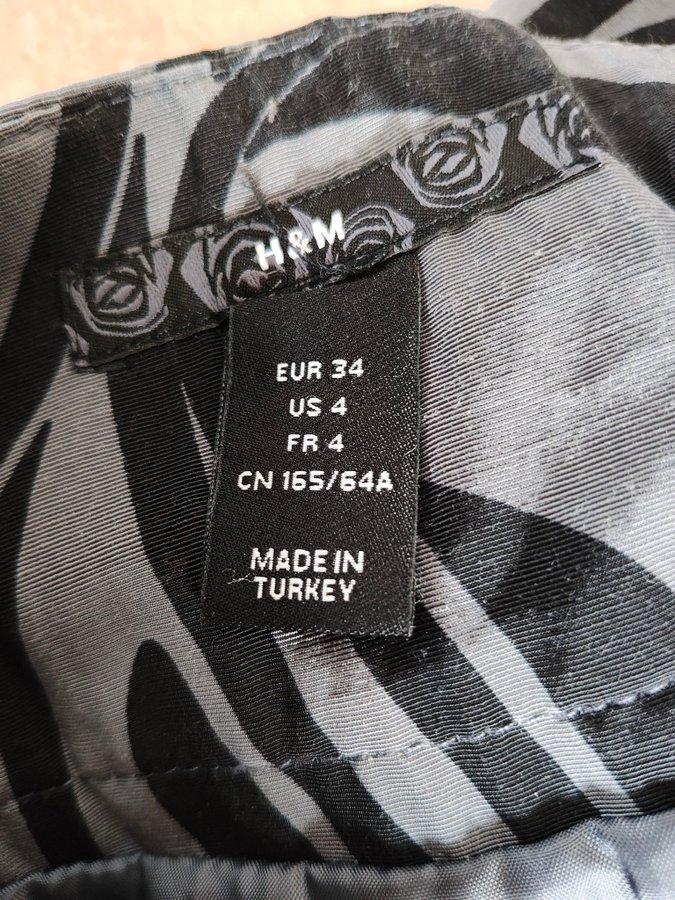 H&M
EUR 34
US 4
FR 4
CN 165/64A
MADE IN
TURKEY